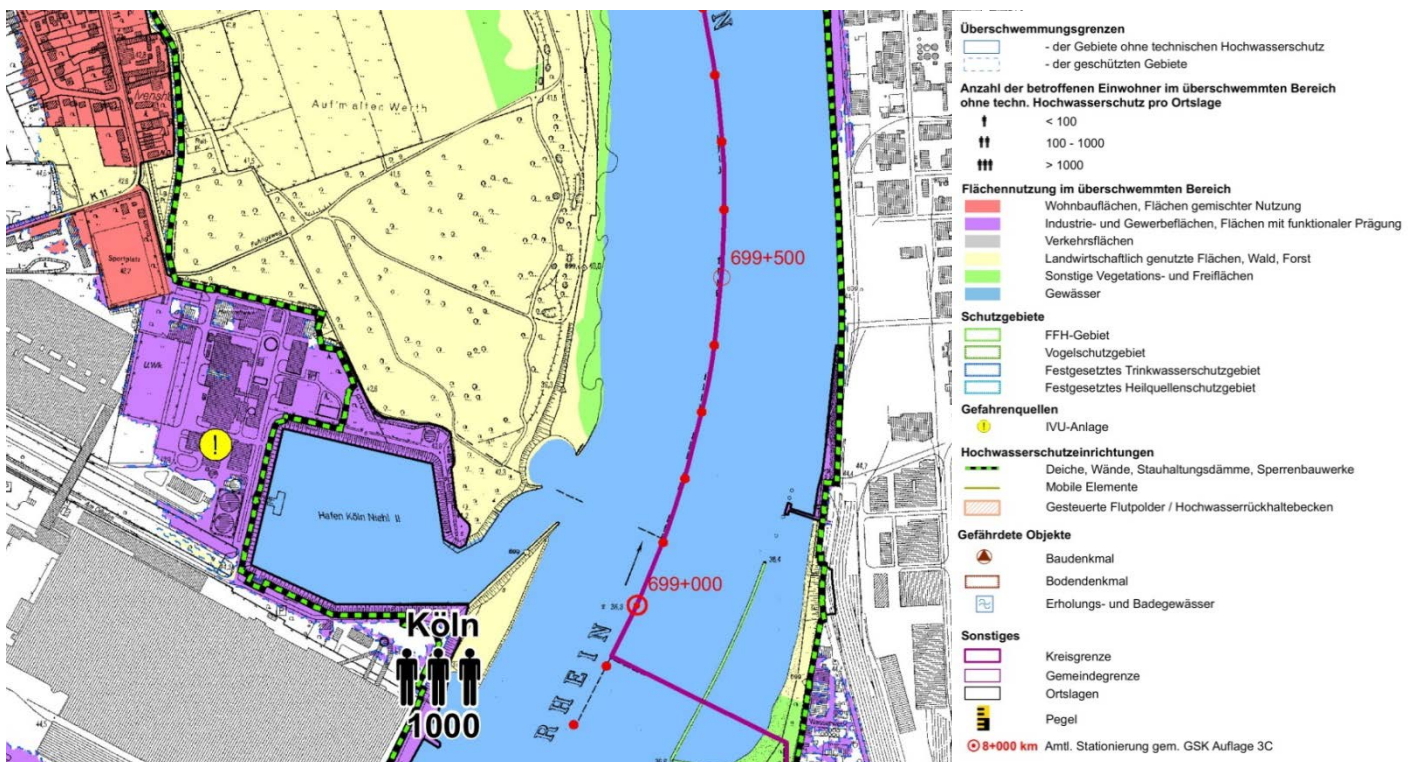 Auf'm alten Werth
K 11
Sportplatz
699+500
Hafen Köln Niehl II
699+000
RHEIN
Köln
1000
Überschwemmungsgrenzen
- der Gebiete ohne technischen Hochwasserschutz
- der geschützten Gebiete
Anzahl der betroffenen Einwohner im überschwemmten Bereich
ohne techn. Hochwasserschutz pro Ortslage
< 100
100 - 1000
> 1000
Flächennutzung im überschwemmten Bereich
Wohnbauflächen, Flächen gemischter Nutzung
Industrie- und Gewerbeflächen, Flächen mit funktionaler Prägung
Verkehrsflächen
Landwirtschaftlich genutzte Flächen, Wald, Forst
Sonstige Vegetations- und Freiflächen
Gewässer
Schutzgebiete
FFH-Gebiet
Vogelschutzgebiet
Festgesetztes Trinkwasserschutzgebiet
Festgesetztes Heilquellenschutzgebiet
Gefahrenquellen
IVU-Anlage
Hochwasserschutzeinrichtungen
Deiche, Wände, Stauhaltungsdämme, Sperrenbauwerke
Mobile Elemente
Gesteuerte Flutpolder / Hochwasserrückhaltebecken
Gefährdete Objekte
Baudenkmal
Bodendenkmal
Erholungs- und Badegewässer
Sonstiges
Kreisgrenze
Gemeindegrenze
Ortslagen
Pegel
8+000 km Amtl. Stationierung gem. GSK Auflage 3C